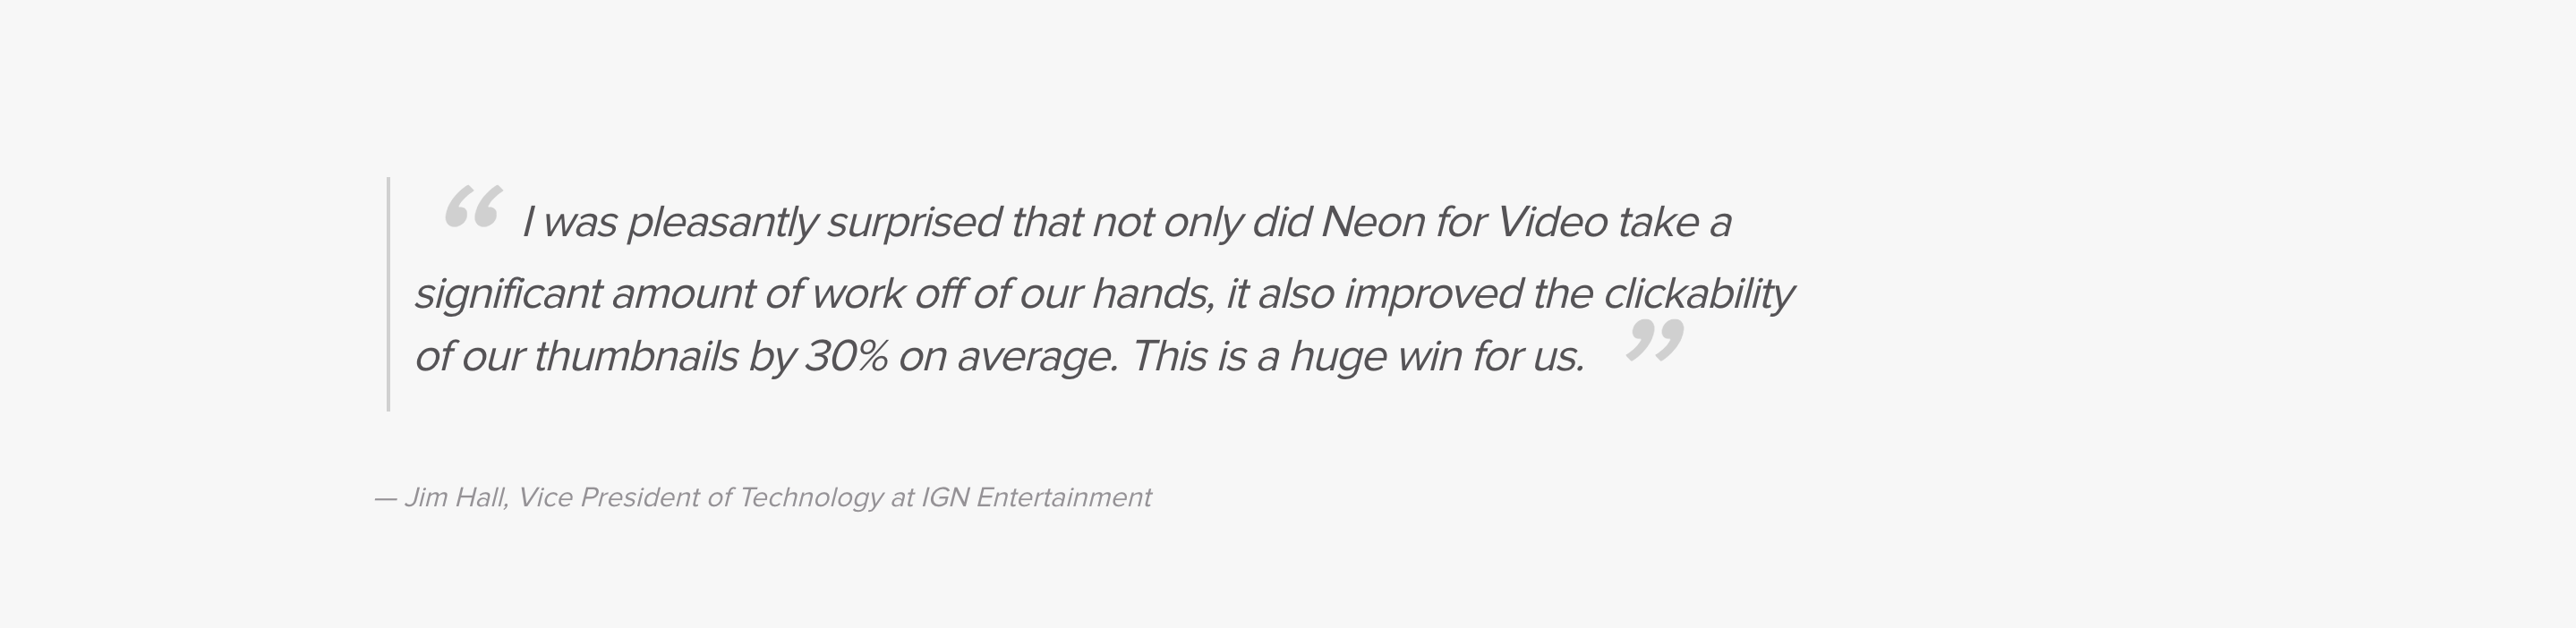 “ I was pleasantly surprised that not only did Neon for Video take a
significant amount of work off of our hands, it also improved the clickability
of our thumbnails by 30% on average. This is a huge win for us. ”
— Jim Hall, Vice President of Technology at IGN Entertainment